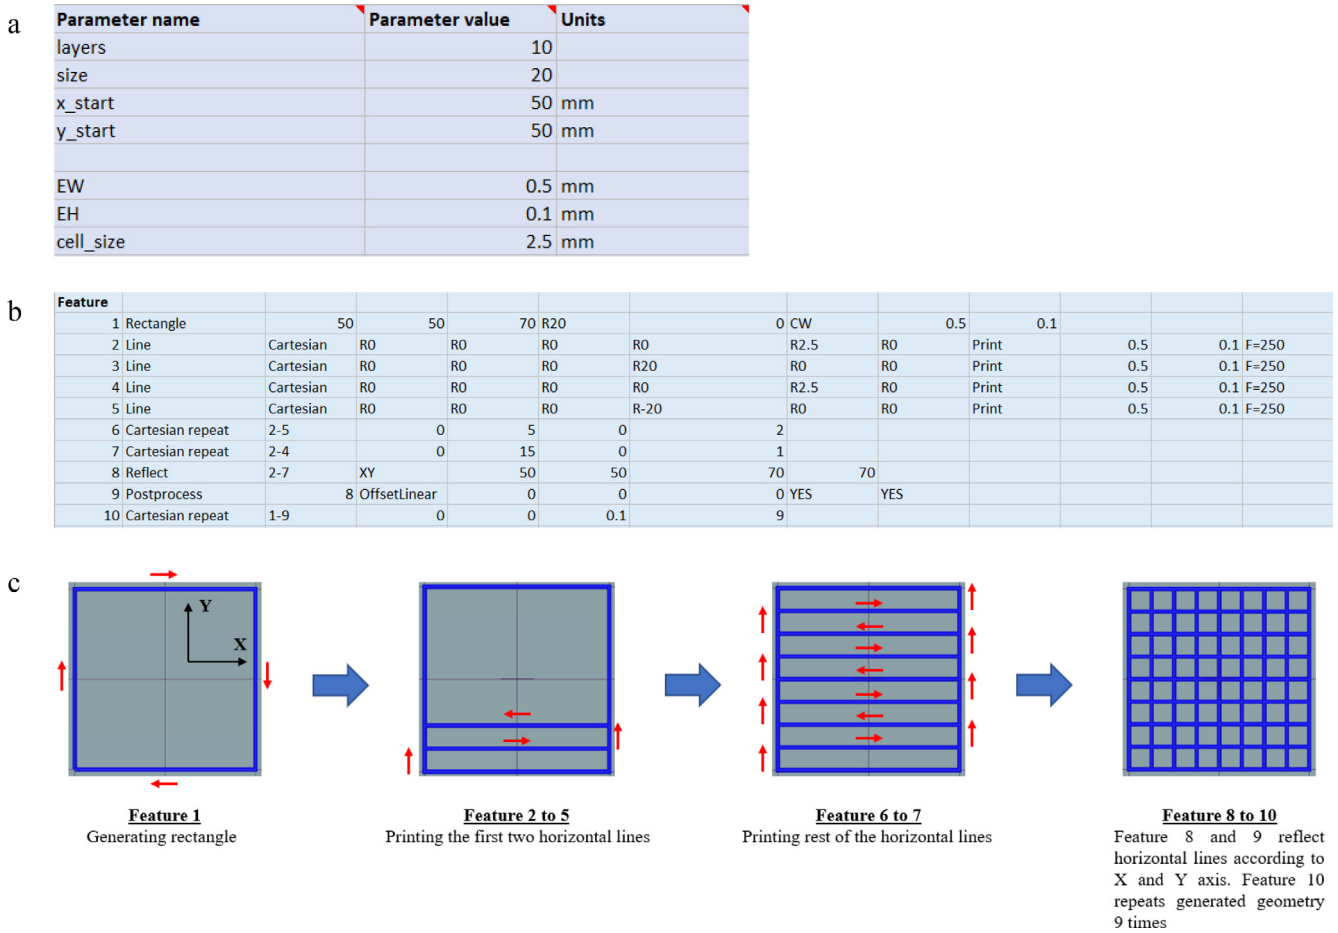 a
Parameter name Parameter value Units
layers 10
size 20
x_start 50 mm
y_start 50 mm
EW 0.5 mm
EH 0.1 mm
cell_size 2.5 mm
b
Feature
1 Rectangle 50 50 70 R20 0 CW 0.5 0.1
2 Line Cartesian R0 R0 R0 R0 R2.5 R0 Print 0.5 0.1 F=250
3 Line Cartesian R0 R0 R0 R20 R0 R0 Print 0.5 0.1 F=250
4 Line Cartesian R0 R0 R0 R0 R2.5 R0 Print 0.5 0.1 F=250
5 Line Cartesian R0 R0 R0 R-20 R0 R0 Print 0.5 0.1 F=250
6 Cartesian repeat 2-5 0 5 0 2
7 Cartesian repeat 2-4 0 15 0 1
8 Reflect 2-7 XY 50 50 70 70
9 Postprocess 8 OffsetLinear 0 0 0 YES YES
10 Cartesian repeat 1-9 0 0 0.1 9
c
Y
X
Feature 1
Generating rectangle
Feature 2 to 5
Printing the first two horizontal lines
Feature 6 to 7
Printing rest of the horizontal lines
Feature 8 to 10
Feature 8 and 9 reflect
horizontal lines according to
X and Y axis. Feature 10
repeats generated geometry
9 times